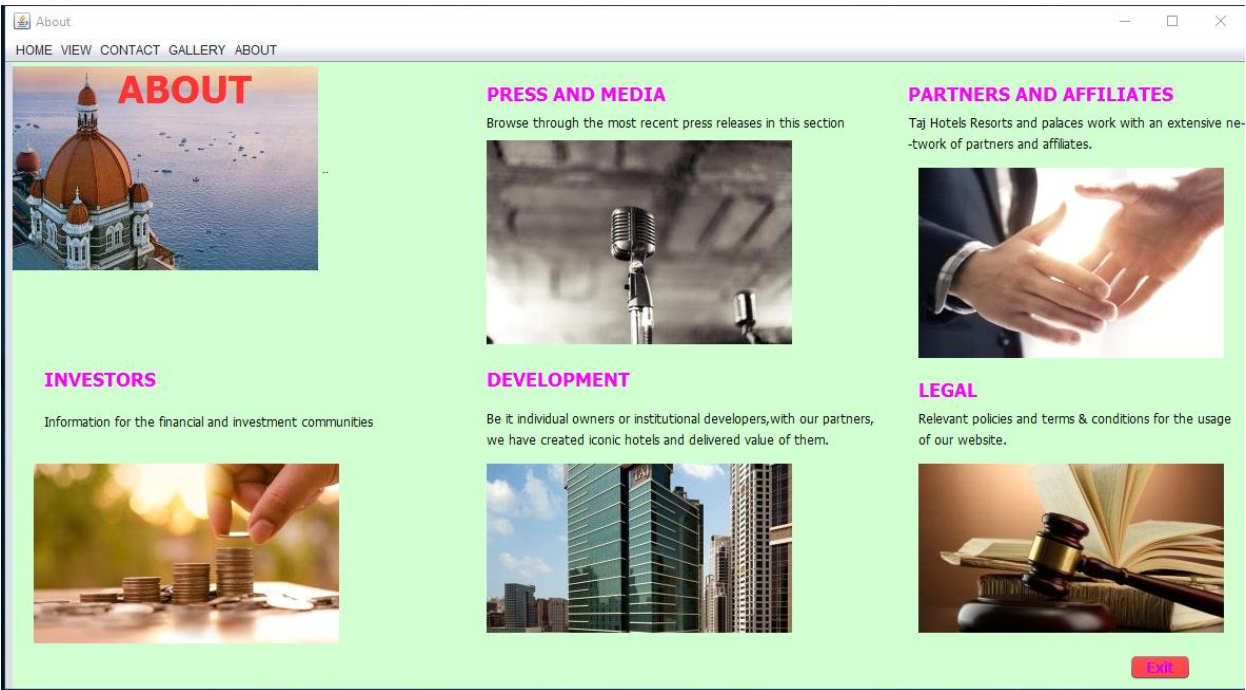 About
HOME VIEW CONTACT GALLERY ABOUT
ABOUT
..
PRESS AND MEDIA
Browse through the most recent press releases in this section
PARTNERS AND AFFILIATES
Taj Hotels Resorts and palaces work with an extensive ne-
-twork of partners and affiliates.
INVESTORS
Information for the financial and investment communities
DEVELOPMENT
Be it individual owners or institutional developers,with our partners,
we have created iconic hotels and delivered value of them.
TAJ
LEGAL
Relevant policies and terms & conditions for the usage
of our website.
Exit